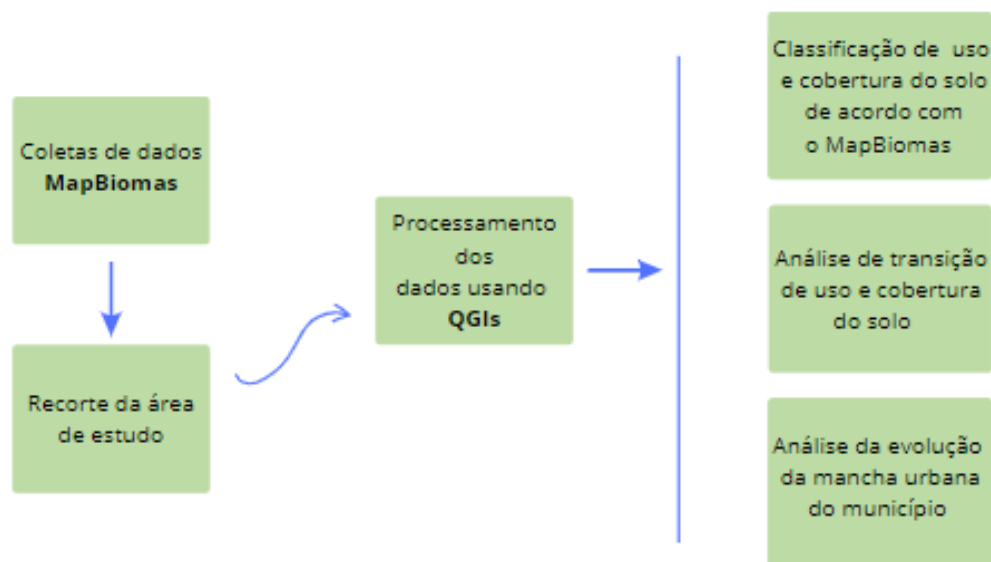 Coletas de dados
MapBiomas
Recorte da área
de estudo
Processamento
dos
dados usando
QGIs
Classificação de uso
e cobertura do solo
de acordo com
o MapBiomas
Análise de transição
de uso e cobertura
do solo
Análise da evolução
da mancha urbana
do município